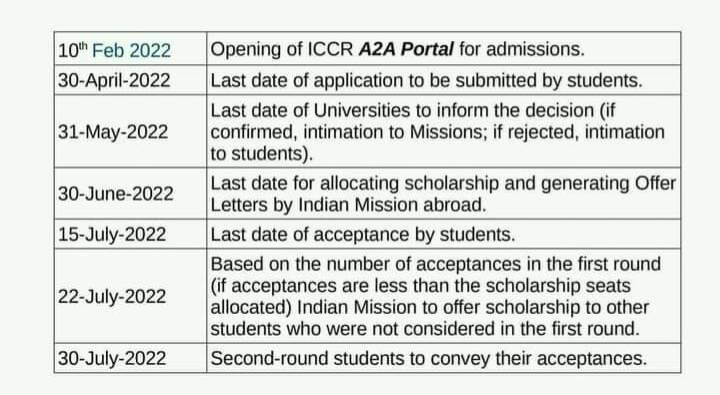 10th Feb 2022 Opening of ICCR A2A Portal for admissions.
30-April-2022 Last date of application to be submitted by students.
31-May-2022 Last date of Universities to inform the decision (if
confirmed, intimation to Missions; if rejected, intimation
to students).
30-June-2022 Last date for allocating scholarship and generating Offer
Letters by Indian Mission abroad.
15-July-2022 Last date of acceptance by students.
22-July-2022 Based on the number of acceptances in the first round
(if acceptances are less than the scholarship seats
allocated) Indian Mission to offer scholarship to other
students who were not considered in the first round.
30-July-2022 Second-round students to convey their acceptances.